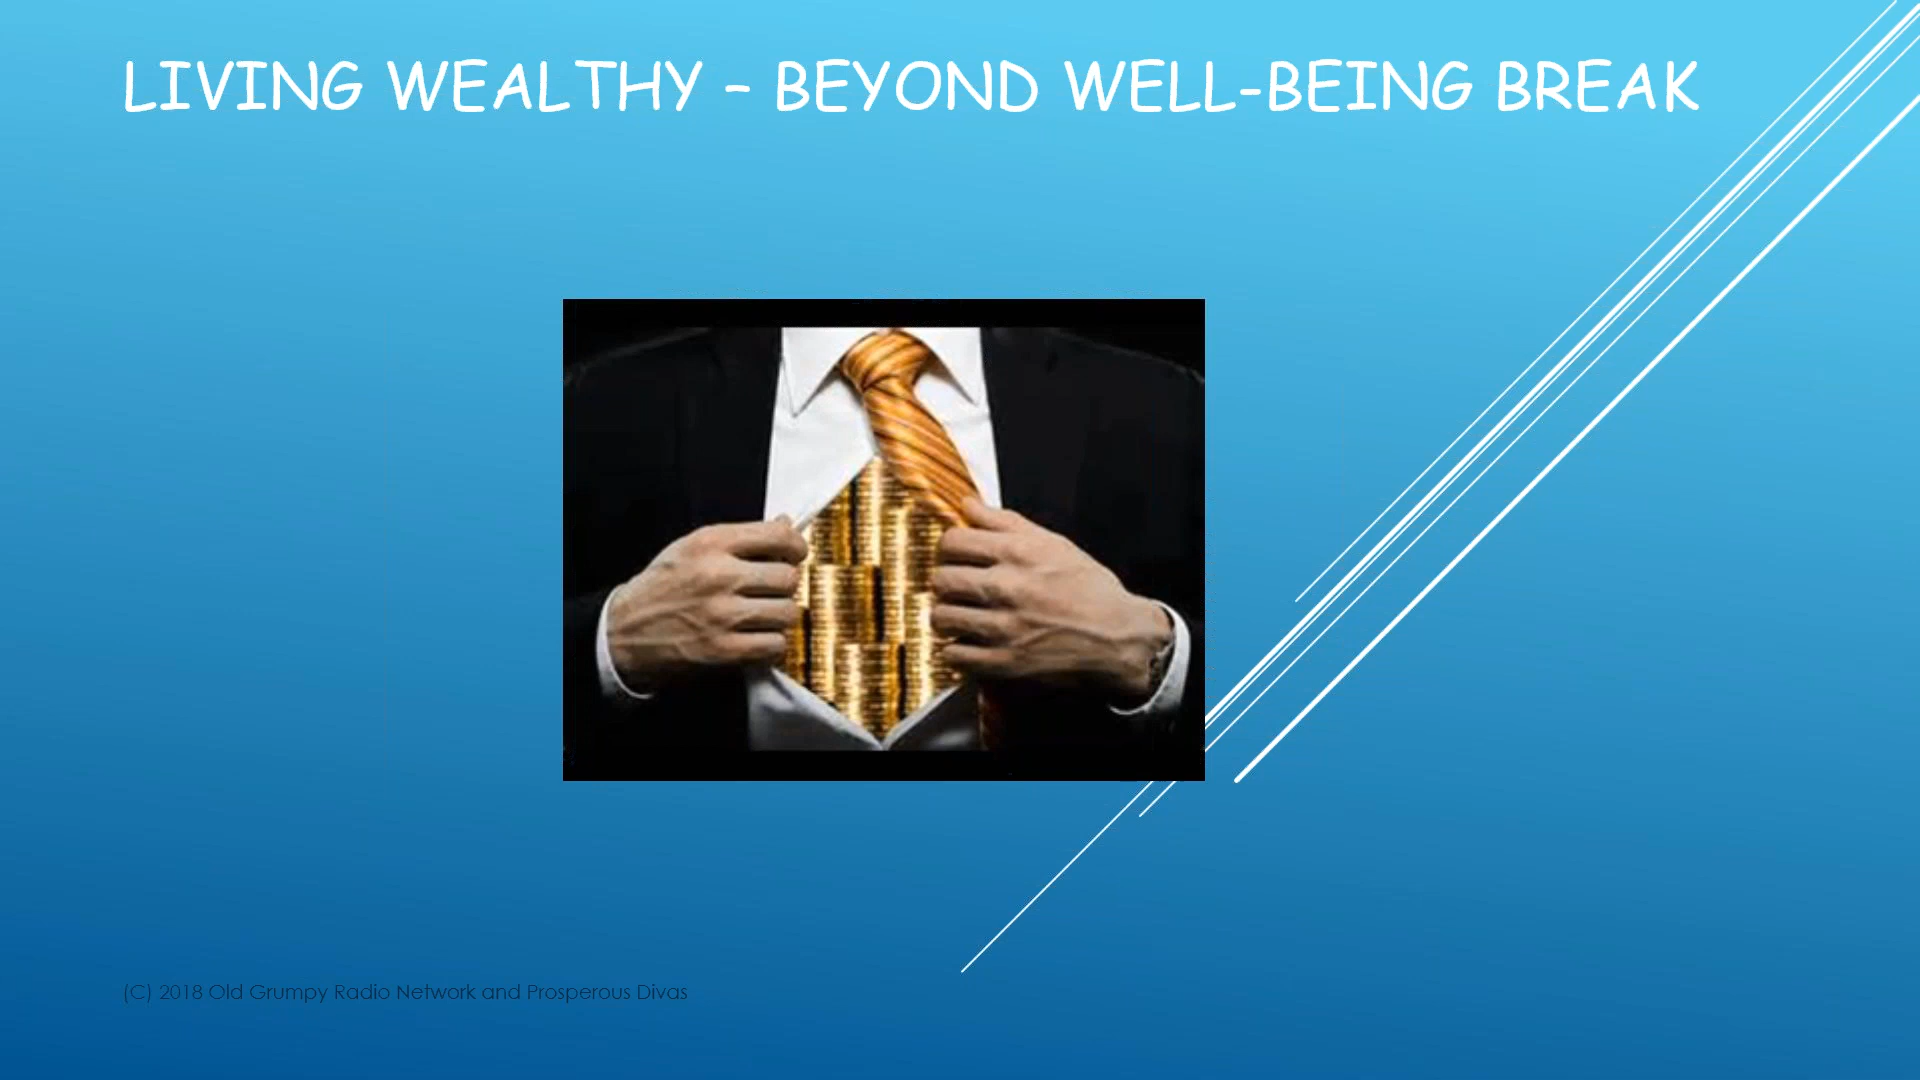 LIVING WEALTHY – BEYOND WELL-BEING BREAK
(C) 2018 Old Grumpy Radio Network and Prosperous Divas